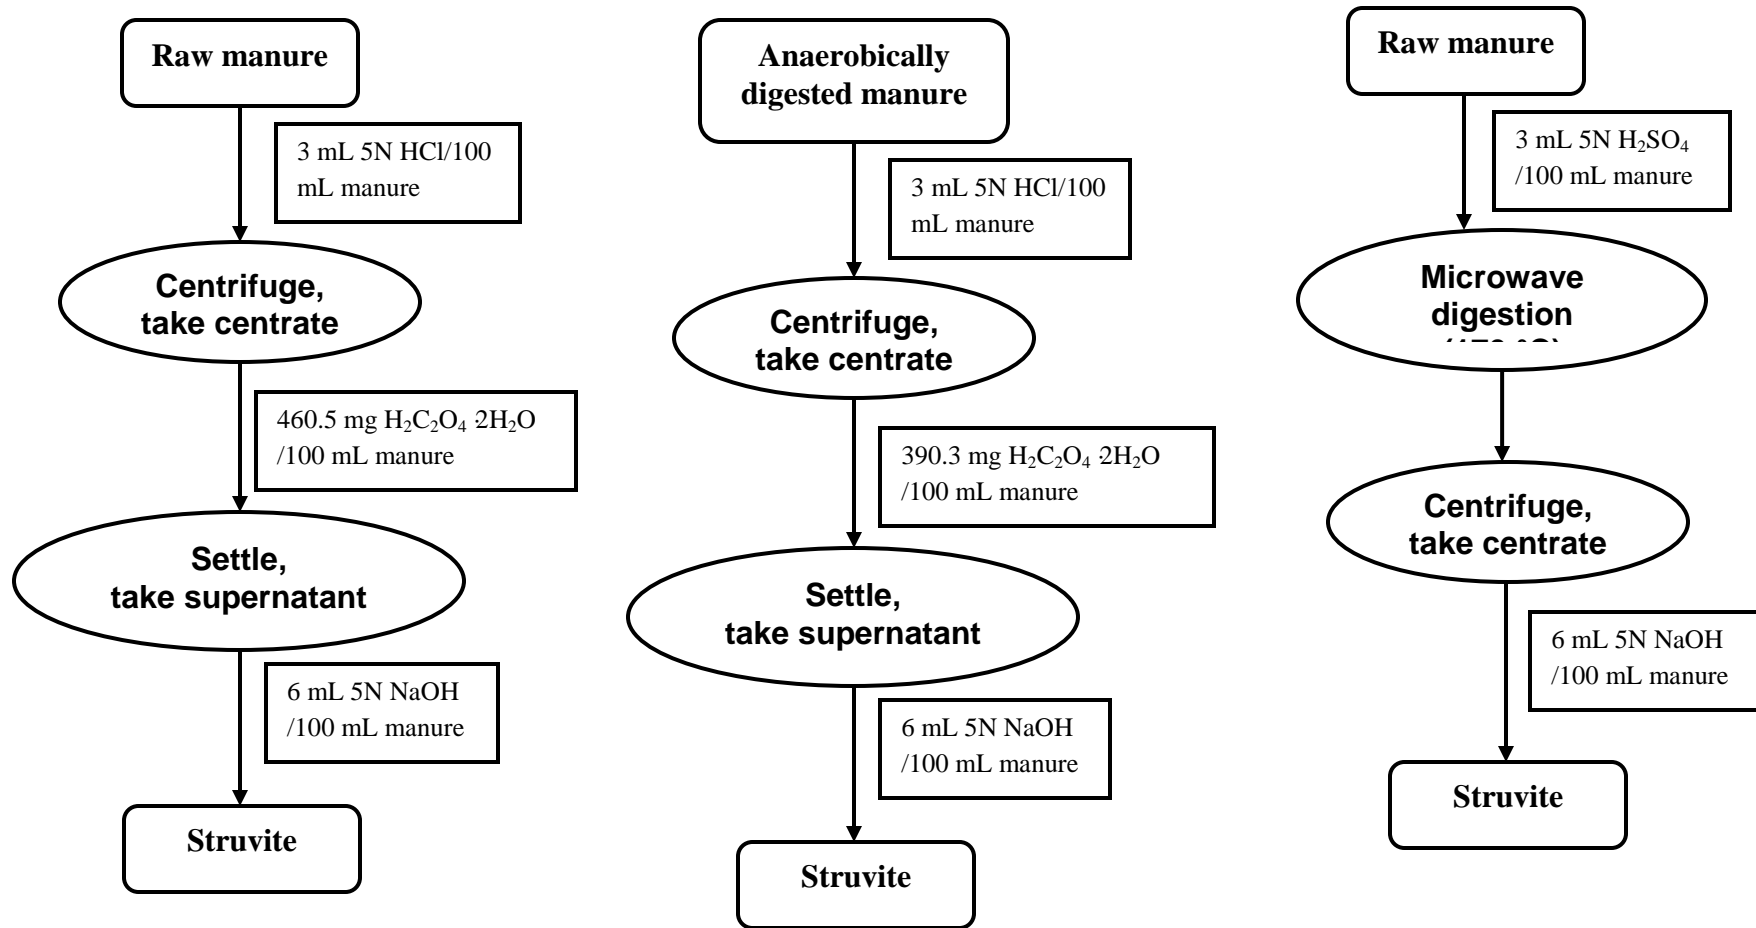 Raw manure
3 mL 5N HCl/100
mL manure
Centrifuge,
take centrate
460.5 mg H₂C₂O₄ ·2H₂O
/100 mL manure
Settle,
take supernatant
6 mL 5N NaOH
/100 mL manure
Struvite
Anaerobically
digested manure
3 mL 5N HCl/100
mL manure
Centrifuge,
take centrate
390.3 mg H₂C₂O₄ ·2H₂O
/100 mL manure
Settle,
take supernatant
6 mL 5N NaOH
/100 mL manure
Struvite
Raw manure
3 mL 5N H₂SO₄
/100 mL manure
Microwave
digestion
Centrifuge,
take centrate
6 mL 5N NaOH
/100 mL manure
Struvite